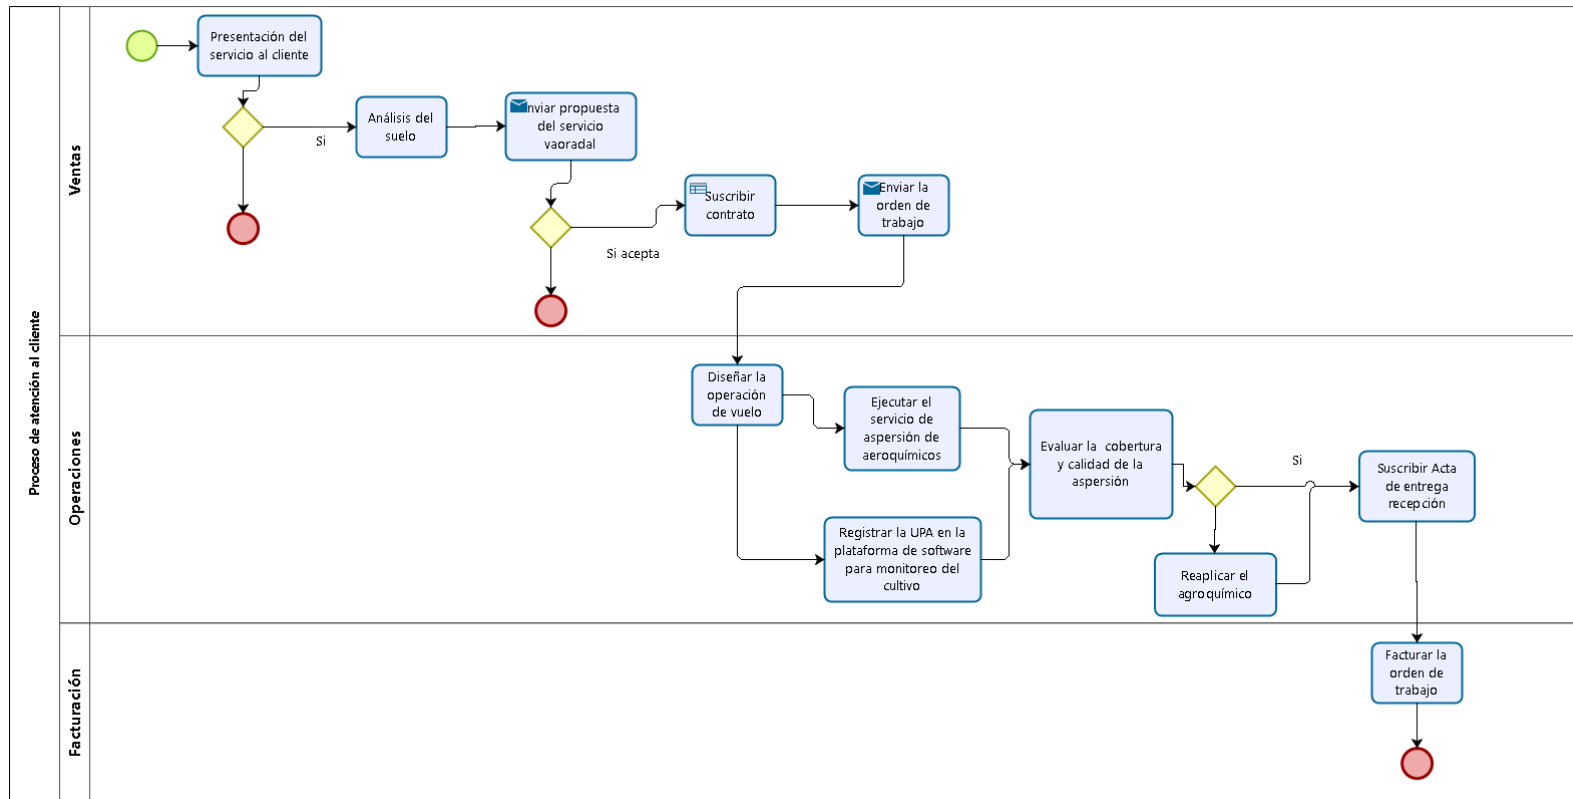 Proceso de atención al cliente
Ventas
Presentación del
servicio al cliente
Si
Análisis del
suelo
nviar propuesta
del servicio
vaoradal
Si acepta
Suscribir
contrato
Enviar la
orden de
trabajo
Operaciones
Diseñar la
operación
de vuelo
Ejecutar el
servicio de
aspersión de
aeroquímicos
Registrar la UPA en la
plataforma de software
para monitoreo del
cultivo
Evaluar la cobertura
y calidad de la
aspersión
Si
Reaplicar el
agroquímico
Suscribir Acta
de entrega
recepción
Facturación
Facturar la
orden de
trabajo